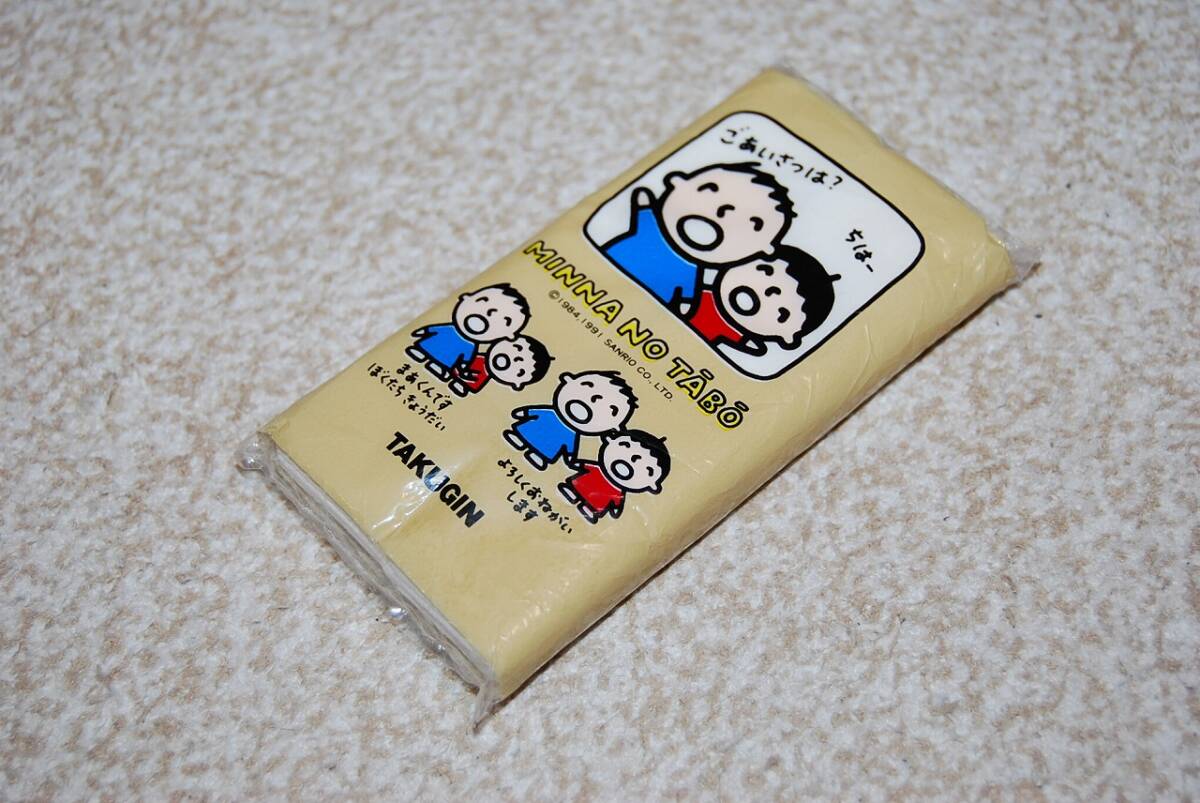 ごあいさつは?
ちはー
MINNA NO TĀBŌ
©1984,1991 SANRIO CO., LTD.
まあくんです
ぼくたちきょうだい
よろしくおねがい
します
TAKUGIN